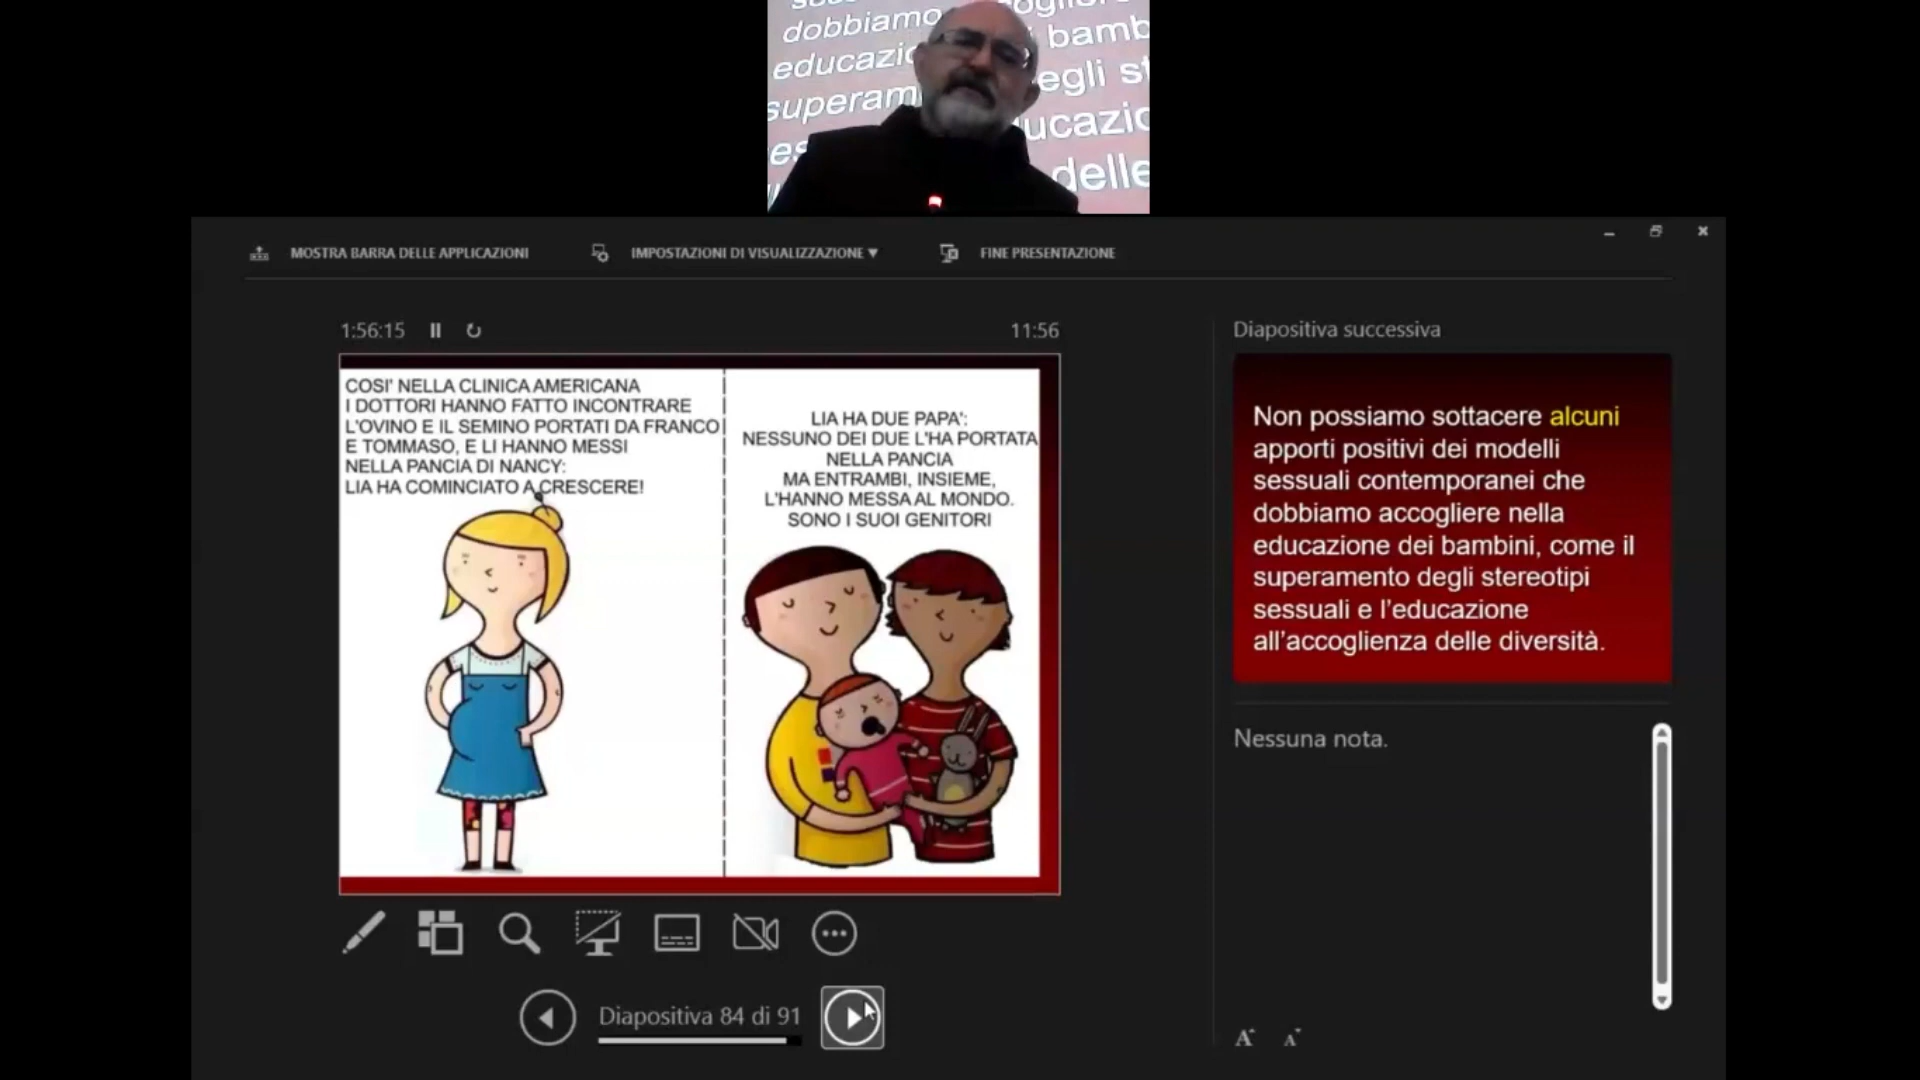 dobbiamo
educazi
bamb
superam
egli st
ucazio
es
delle
MOSTRA BARRA DELLE APPLICAZIONI
IMPOSTAZIONI DI VISUALIZZAZIONE ▼
FINE PRESENTAZIONE
1:56:15
11:56
COSI' NELLA CLINICA AMERICANA
I DOTTORI HANNO FATTO INCONTRARE
L'OVINO E IL SEMINO PORTATI DA FRANCO
E TOMMASO, E LI HANNO MESSI
NELLA PANCIA DI NANCY:
LIA HA COMINCIATO A CRESCERE!
LIA HA DUE PAPA':
NESSUNO DEI DUE L'HA PORTATA
NELLA PANCIA
MA ENTRAMBI, INSIEME,
L'HANNO MESSA AL MONDO.
SONO I SUOI GENITORI
Diapositiva successiva
Non possiamo sottacere alcuni
apporti positivi dei modelli
sessuali contemporanei che
dobbiamo accogliere nella
educazione dei bambini, come il
superamento degli stereotipi
sessuali e l'educazione
all'accoglienza delle diversità.
Nessuna nota.
Diapositiva 84 di 91
A A